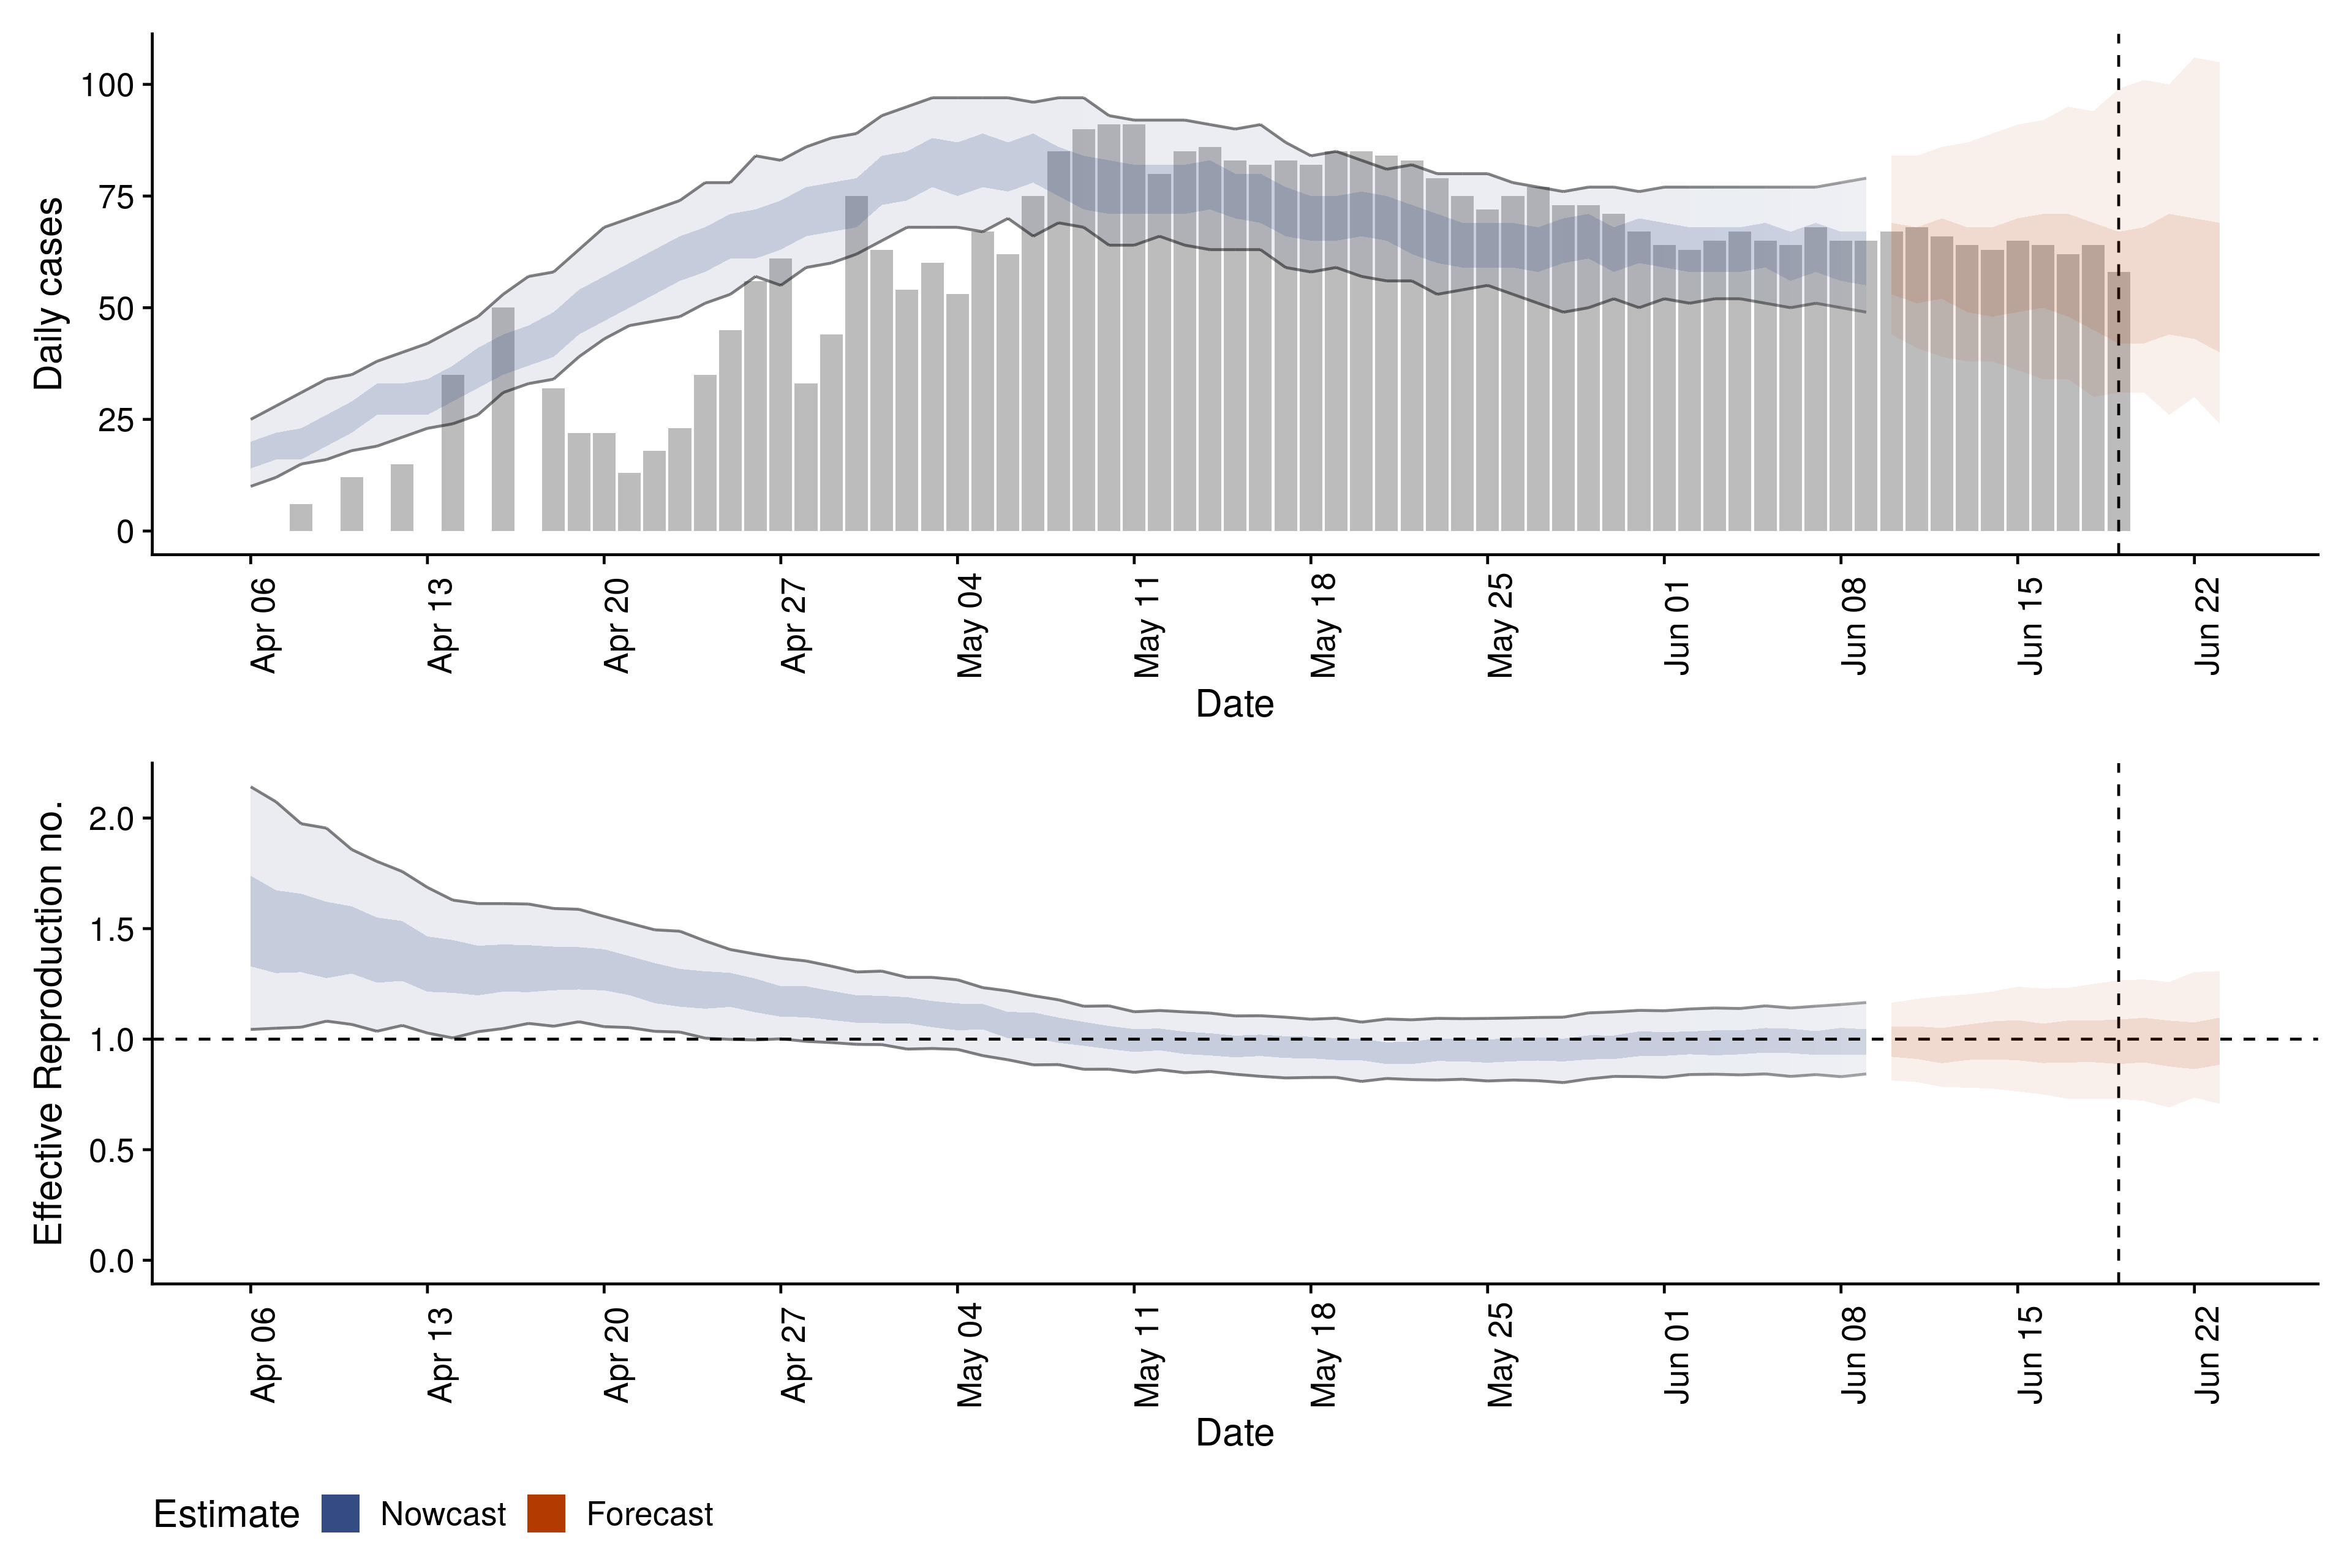 Daily cases
100
75
50
25
0
Apr 06
Apr 13
Apr 20
Apr 27
May 04
May 11
May 18
May 25
Jun 01
Jun 08
Jun 15
Jun 22
Date
Effective Reproduction no.
2.0
1.5
1.0
0.5
0.0
Apr 06
Apr 13
Apr 20
Apr 27
May 04
May 11
May 18
May 25
Jun 01
Jun 08
Jun 15
Jun 22
Date
Estimate Nowcast Forecast